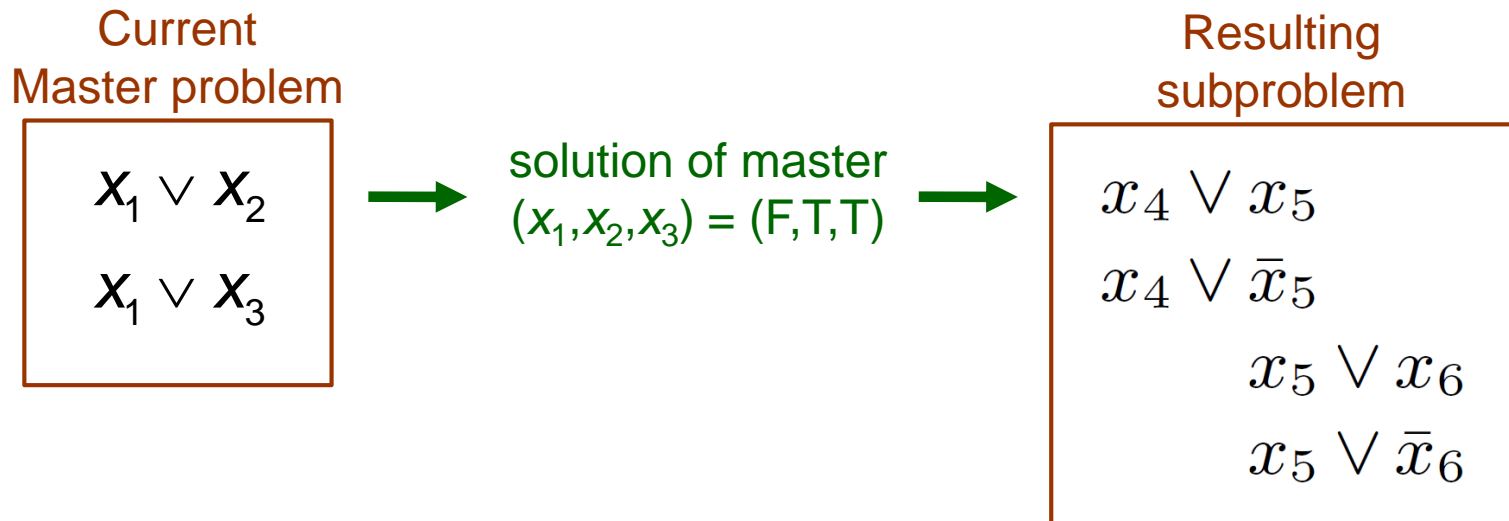 Current
Master problem
x₁ ∨ x₂
x₁ ∨ x₃
solution of master
(x₁,x₂,x₃) = (F,T,T)
Resulting
subproblem
x₄ ∨ x₅
x₄ ∨ x̄₅
x₅ ∨ x₆
x₅ ∨ x̄₆